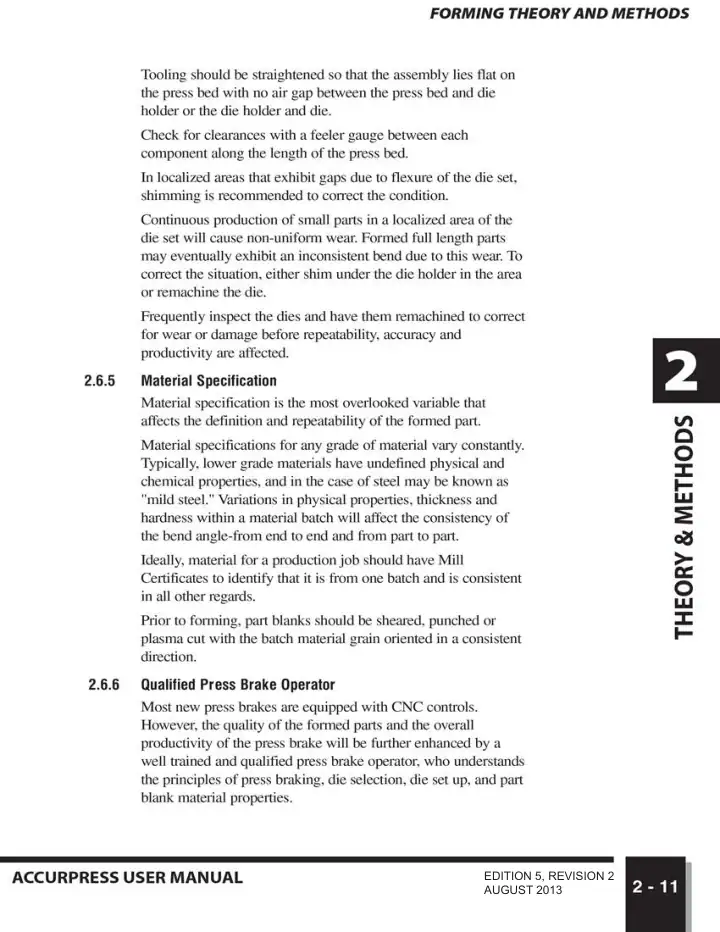 FORMING THEORY AND METHODS
Tooling should be straightened so that the assembly lies flat on
the press bed with no air gap between the press bed and die
holder or the die holder and die.
Check for clearances with a feeler gauge between each
component along the length of the press bed.
In localized areas that exhibit gaps due to flexure of the die set,
shimming is recommended to correct the condition.
Continuous production of small parts in a localized area of the
die set will cause non-uniform wear. Formed full length parts
may eventually exhibit an inconsistent bend due to this wear. To
correct the situation, either shim under the die holder in the area
or remachine the die.
Frequently inspect the dies and have them remachined to correct
for wear or damage before repeatability, accuracy and
productivity are affected.
2.6.5 Material Specification
Material specification is the most overlooked variable that
affects the definition and repeatability of the formed part.
Material specifications for any grade of material vary constantly.
Typically, lower grade materials have undefined physical and
chemical properties, and in the case of steel may be known as
"mild steel." Variations in physical properties, thickness and
hardness within a material batch will affect the consistency of
the bend angle-from end to end and from part to part.
Ideally, material for a production job should have Mill
Certificates to identify that it is from one batch and is consistent
in all other regards.
Prior to forming, part blanks should be sheared, punched or
plasma cut with the batch material grain oriented in a consistent
direction.
2.6.6 Qualified Press Brake Operator
Most new press brakes are equipped with CNC controls.
However, the quality of the formed parts and the overall
productivity of the press brake will be further enhanced by a
well trained and qualified press brake operator, who understands
the principles of press braking, die selection, die set up, and part
blank material properties.
2
THEORY & METHODS
ACCURPRESS USER MANUAL
EDITION 5, REVISION 2
AUGUST 2013
2 - 11